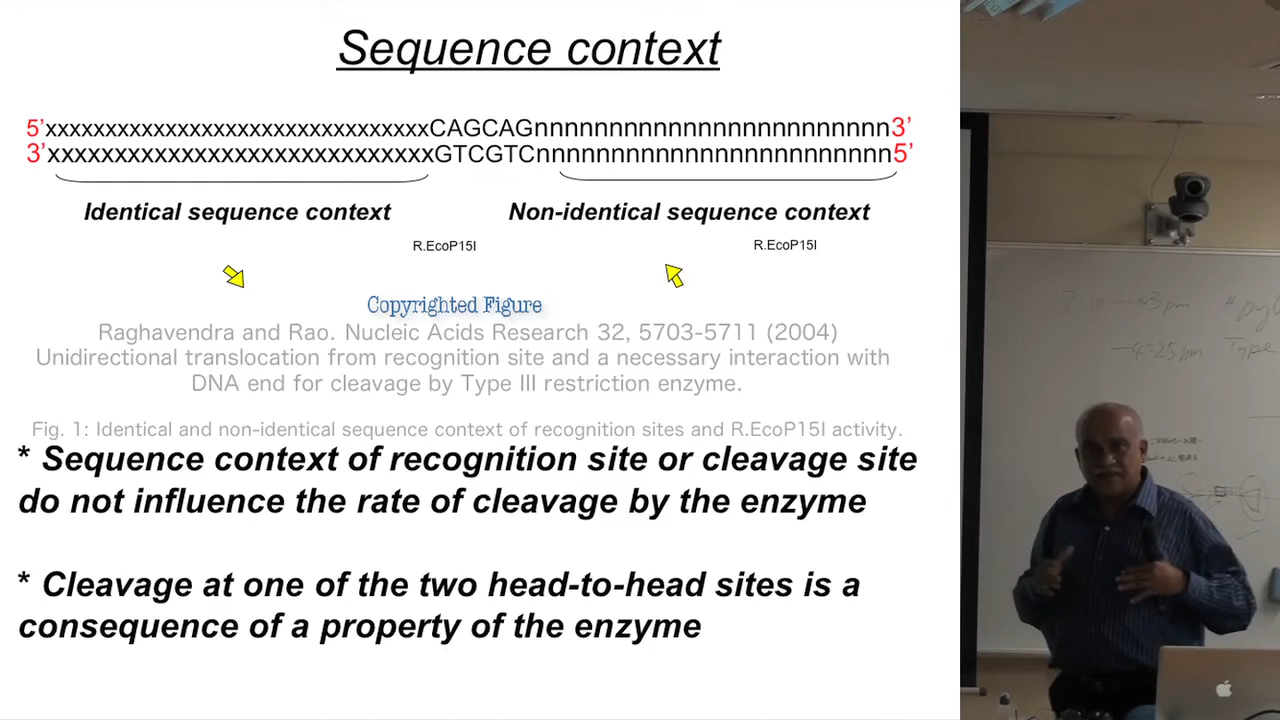 Sequence context
5’xxxxxxxxxxxxxxxxxxxxxxxxxxxxxxxxCAGCAGnnnnnnnnnnnnnnnnnnnnnnnn3’
3’xxxxxxxxxxxxxxxxxxxxxxxxxxxxxxxxGTCGTCnnnnnnnnnnnnnnnnnnnnnnnn5’
Identical sequence context
Non-identical sequence context
R.EcoP15I
R.EcoP15I
Copyrighted Figure
Raghavendra and Rao. Nucleic Acids Research 32, 5703-5711 (2004)
Unidirectional translocation from recognition site and a necessary interaction with
DNA end for cleavage by Type III restriction enzyme.
Fig. 1: Identical and non-identical sequence context of recognition sites and R.EcoP15I activity.
* Sequence context of recognition site or cleavage site
do not influence the rate of cleavage by the enzyme
* Cleavage at one of the two head-to-head sites is a
consequence of a property of the enzyme
Type